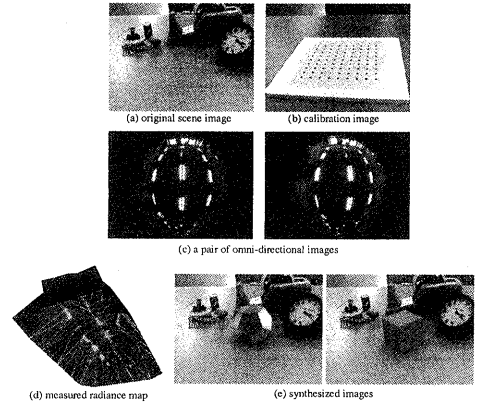 (a) original scene image
(b) calibration image
(c) a pair of omni-directional images
(d) measured radiance map
(e) synthesized images